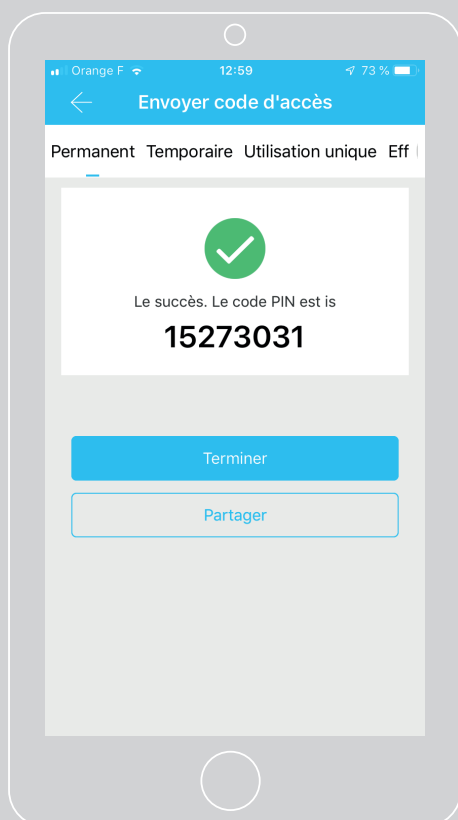 Orange F 12:59 73 %
Envoyer code d'accès
Permanent Temporaire Utilisation unique Eff
Le succès. Le code PIN est is
15273031
Terminer
Partager